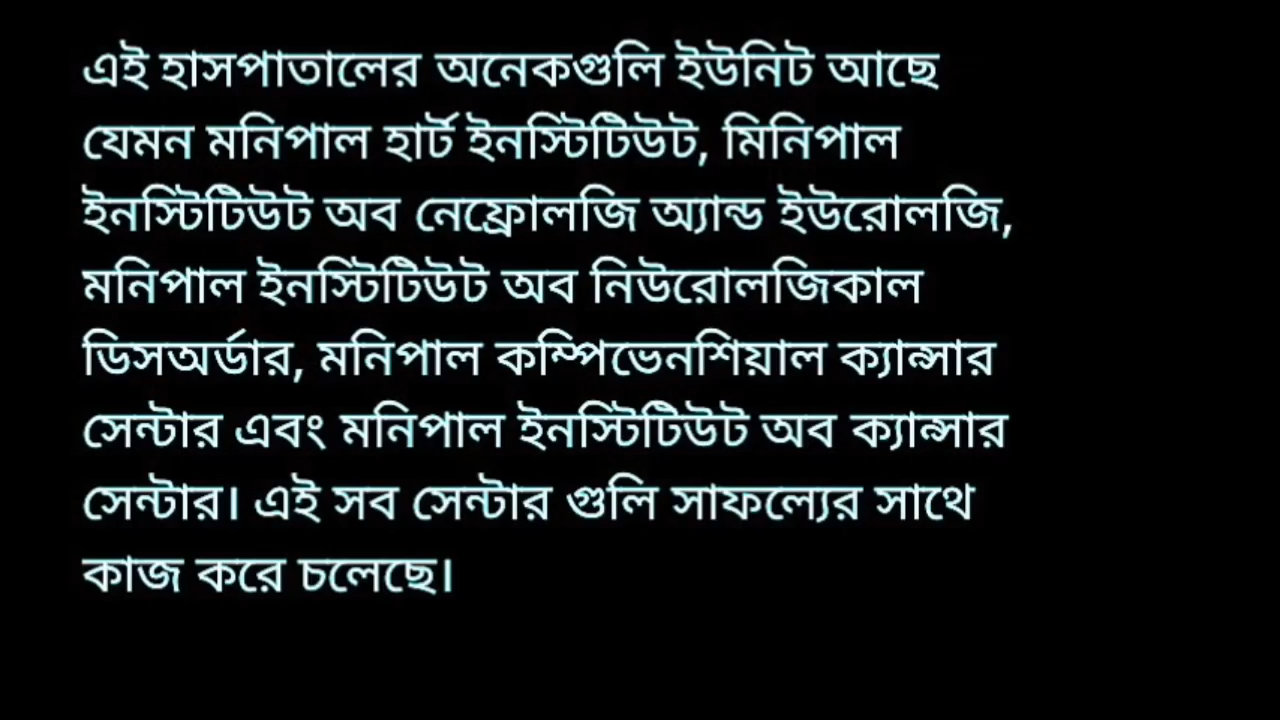 এই হাসপাতালের অনেকগুলি ইউনিট আছে
যেমন মনিপাল হার্ট ইনস্টিটিউট, মিনিপাল
ইনস্টিটিউট অব নেফ্রোলজি অ্যান্ড ইউরোলজি,
মনিপাল ইনস্টিটিউট অব নিউরোলজিকাল
ডিসঅর্ডার, মনিপাল কম্পিভেনশিয়াল ক্যান্সার
সেন্টার এবং মনিপাল ইনস্টিটিউট অব ক্যান্সার
সেন্টার। এই সব সেন্টার গুলি সাফল্যের সাথে
কাজ করে চলেছে।